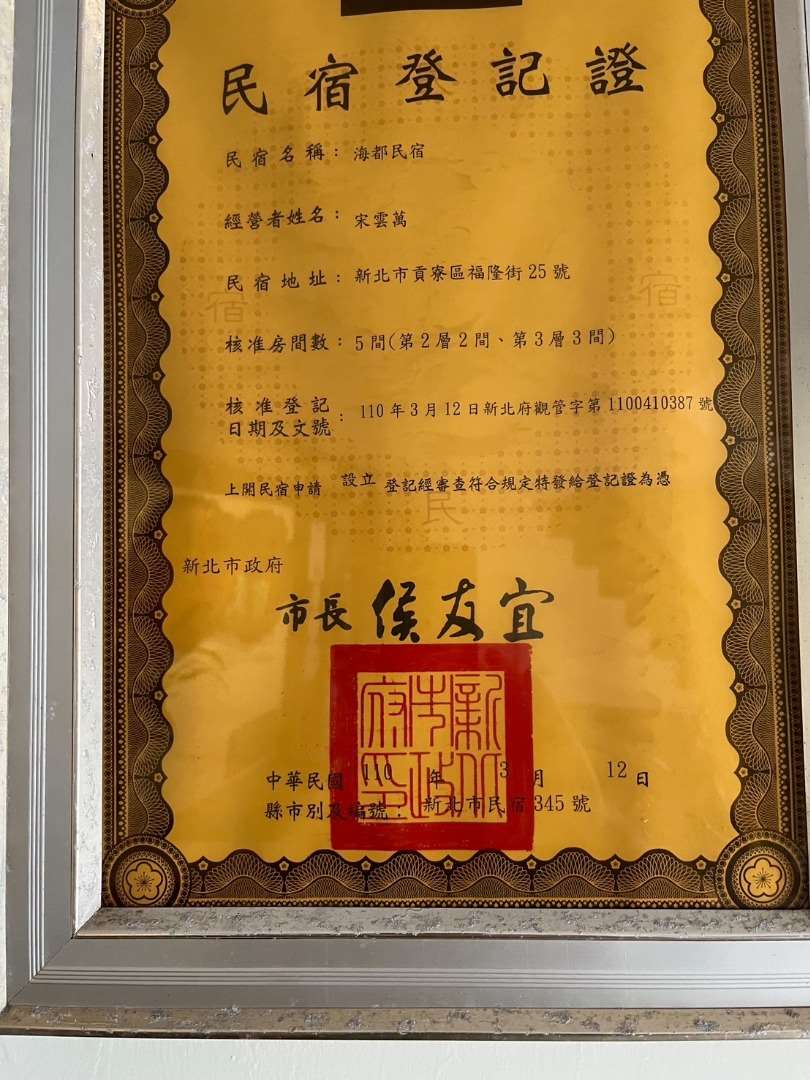 民宿登記證
民宿名稱：海都民宿
經營者姓名：宋雲萬
民宿地址：新北市貢寮區福隆街25號
核准房間數：5間(第2層2間、第3層3間)
核准登記日期及文號：110年3月12日新北府觀管字第1100410387號
上開民宿申請 設立 登記經審查符合規定特發給登記證為憑
新北市政府
市長 侯友宜
新北市政府印
中華民國110年3月12日
縣市別及編號：新北市民宿345號
宿
宿
民